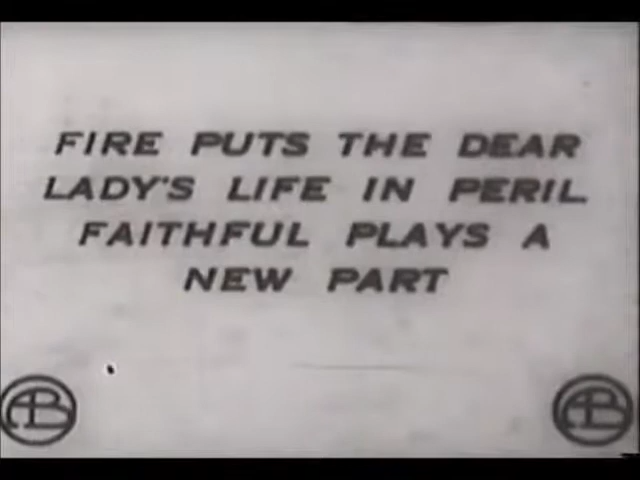 FIRE PUTS THE DEAR
LADY'S LIFE IN PERIL
FAITHFUL PLAYS A
NEW PART
AB AB